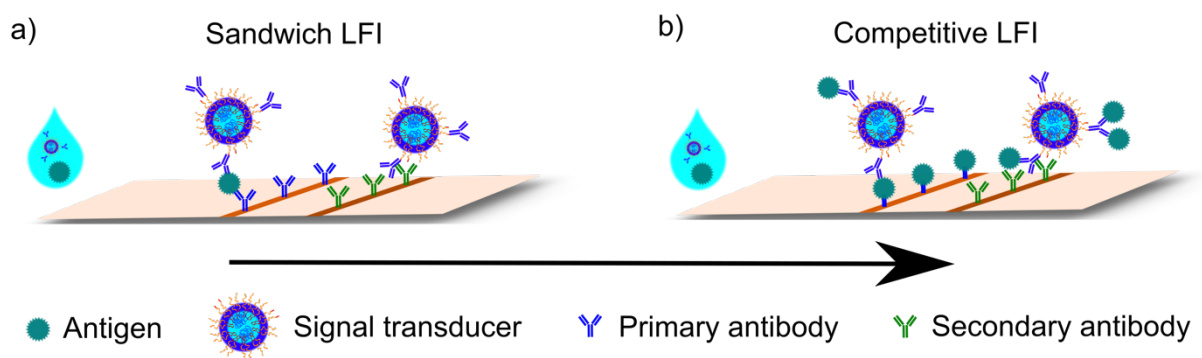 a)
Sandwich LFI
b)
Competitive LFI
Antigen
Signal transducer
Primary antibody
Secondary antibody